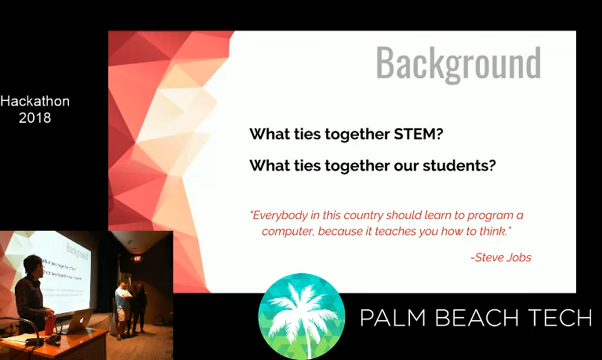 Hackathon
2018
Background
What ties together STEM?
What ties together our students?
"Everybody in this country should learn to program a
computer, because it teaches you how to think."
-Steve Jobs
Background
PALM BEACH TECH